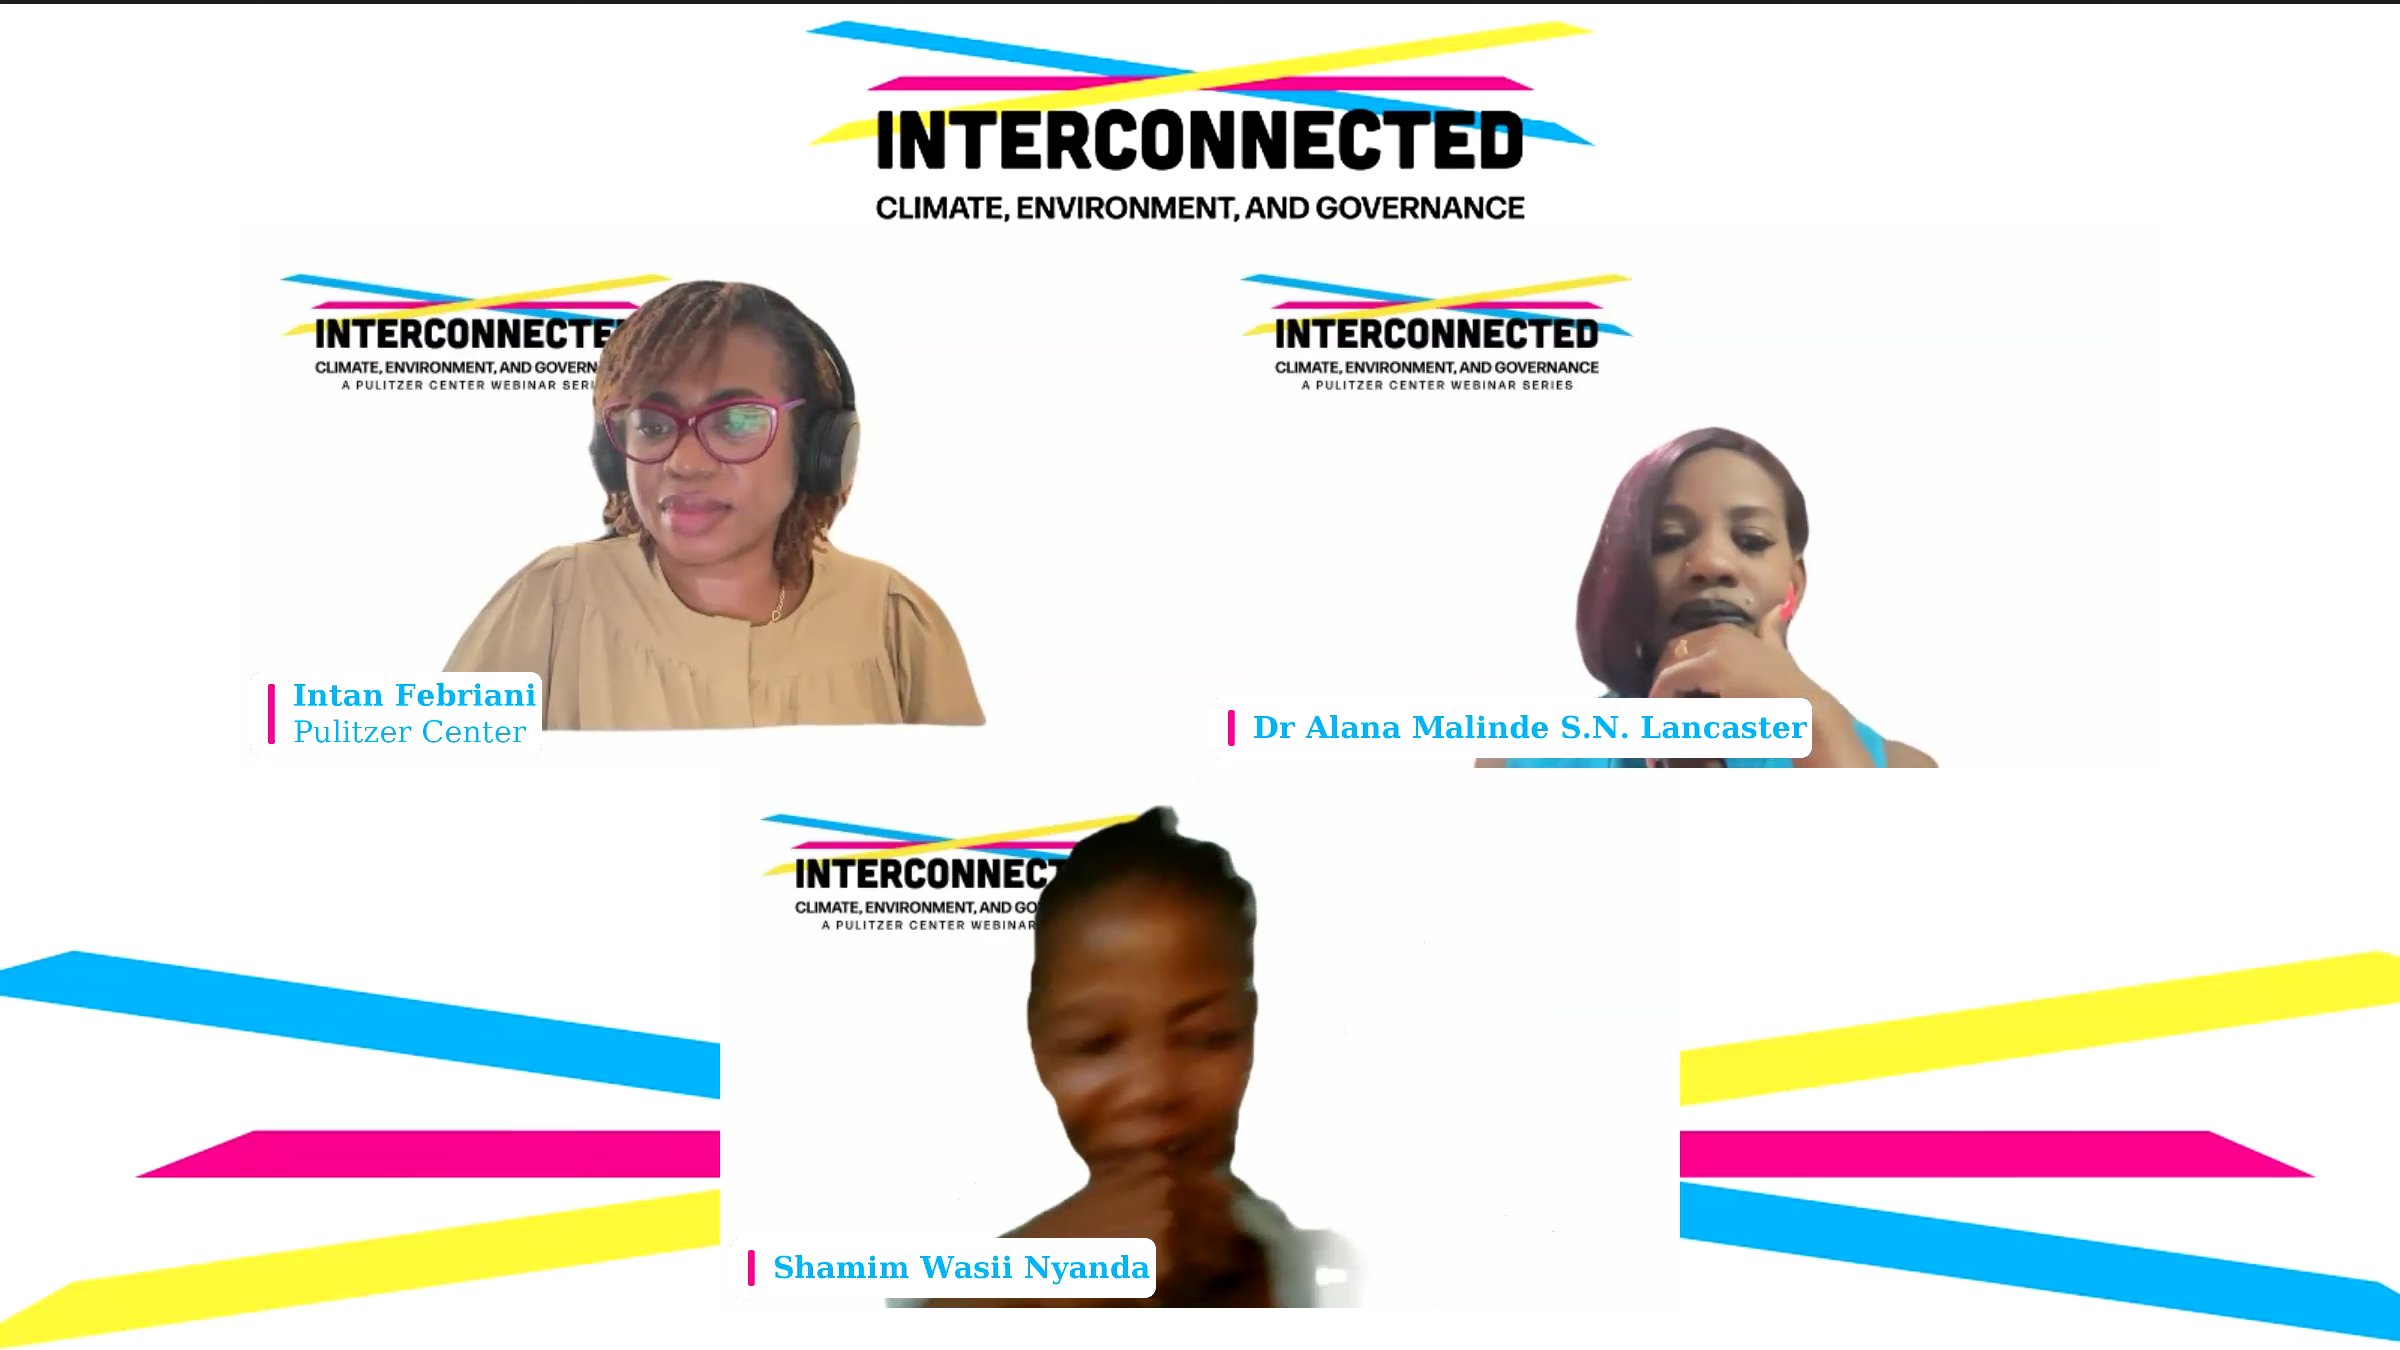 INTERCONNECTED
CLIMATE, ENVIRONMENT, AND GOVERNANCE
INTERCONNECTE
CLIMATE, ENVIRONMENT, AND GOVERN
A PULITZER CENTER WEBINAR SERI
Intan Febriani
Pulitzer Center
INTERCONNECTED
CLIMATE, ENVIRONMENT, AND GOVERNANCE
A PULITZER CENTER WEBINAR SERIES
Dr Alana Malinde S.N. Lancaster
INTERCONNECT
CLIMATE, ENVIRONMENT, AND GO
A PULITZER CENTER WEBINAR
Shamim Wasii Nyanda